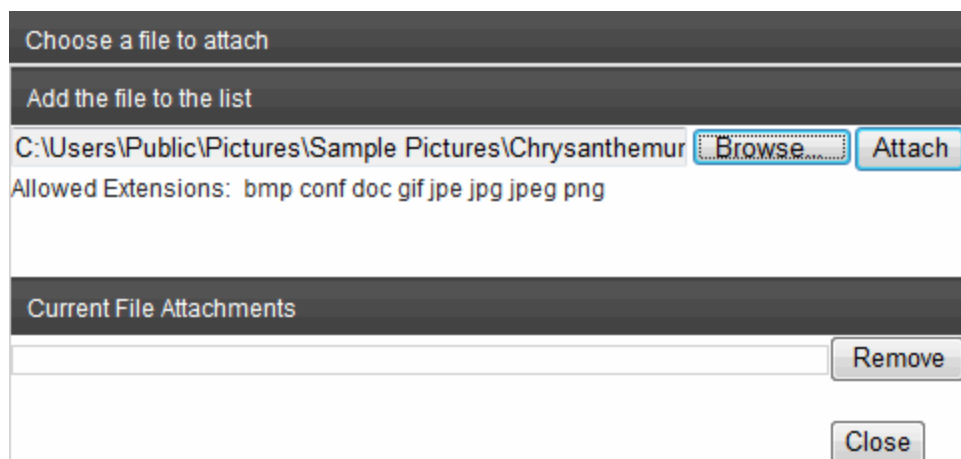 Choose a file to attach
Add the file to the list
C:\Users\Public\Pictures\Sample Pictures\Chrysanthemur Browse... Attach
Allowed Extensions: bmp conf doc gif jpe jpg jpeg png
Current File Attachments
Remove
Close